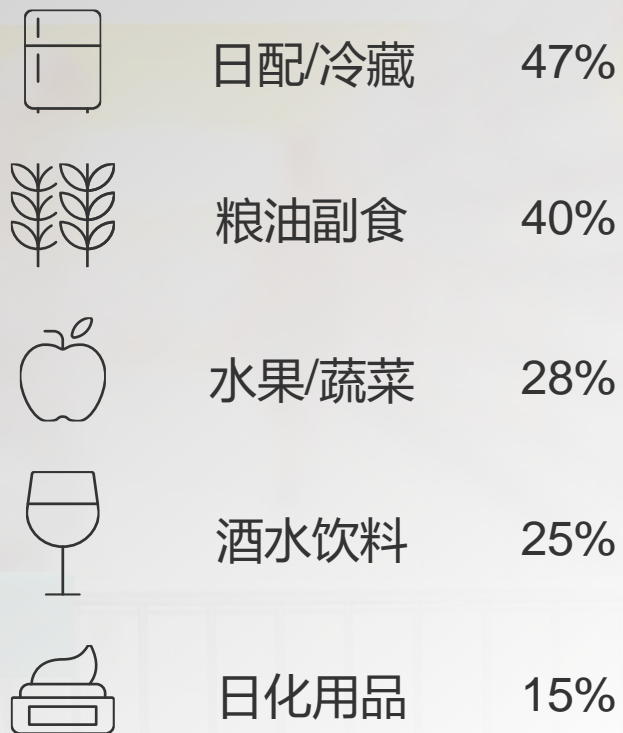 日配/冷藏 47%
粮油副食 40%
水果/蔬菜 28%
酒水饮料 25%
日化用品 15%